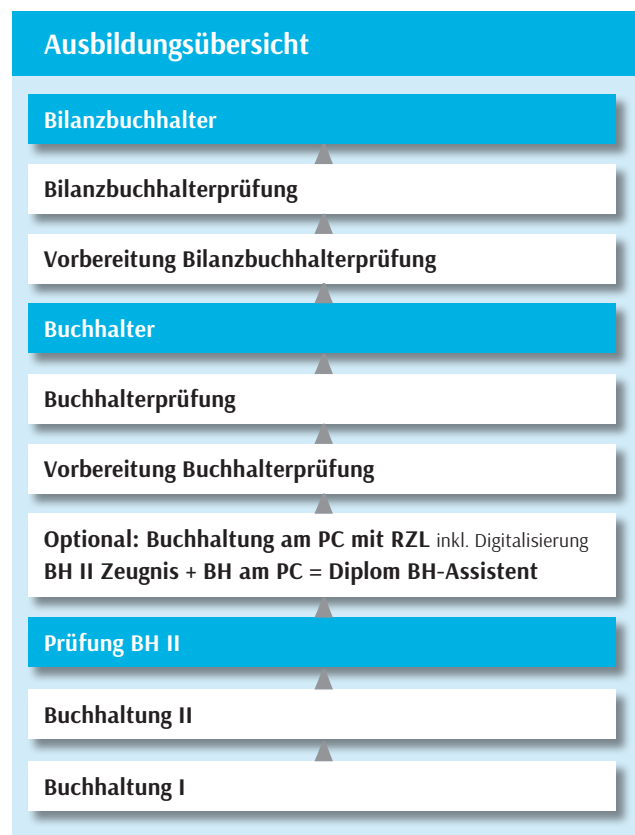 Ausbildungsübersicht
Bilanzbuchhalter
Bilanzbuchhalterprüfung
Vorbereitung Bilanzbuchhalterprüfung
Buchhalter
Buchhalterprüfung
Vorbereitung Buchhalterprüfung
Optional: Buchhaltung am PC mit RZL inkl. Digitalisierung
BH II Zeugnis + BH am PC = Diplom BH-Assistent
Prüfung BH II
Buchhaltung II
Buchhaltung I